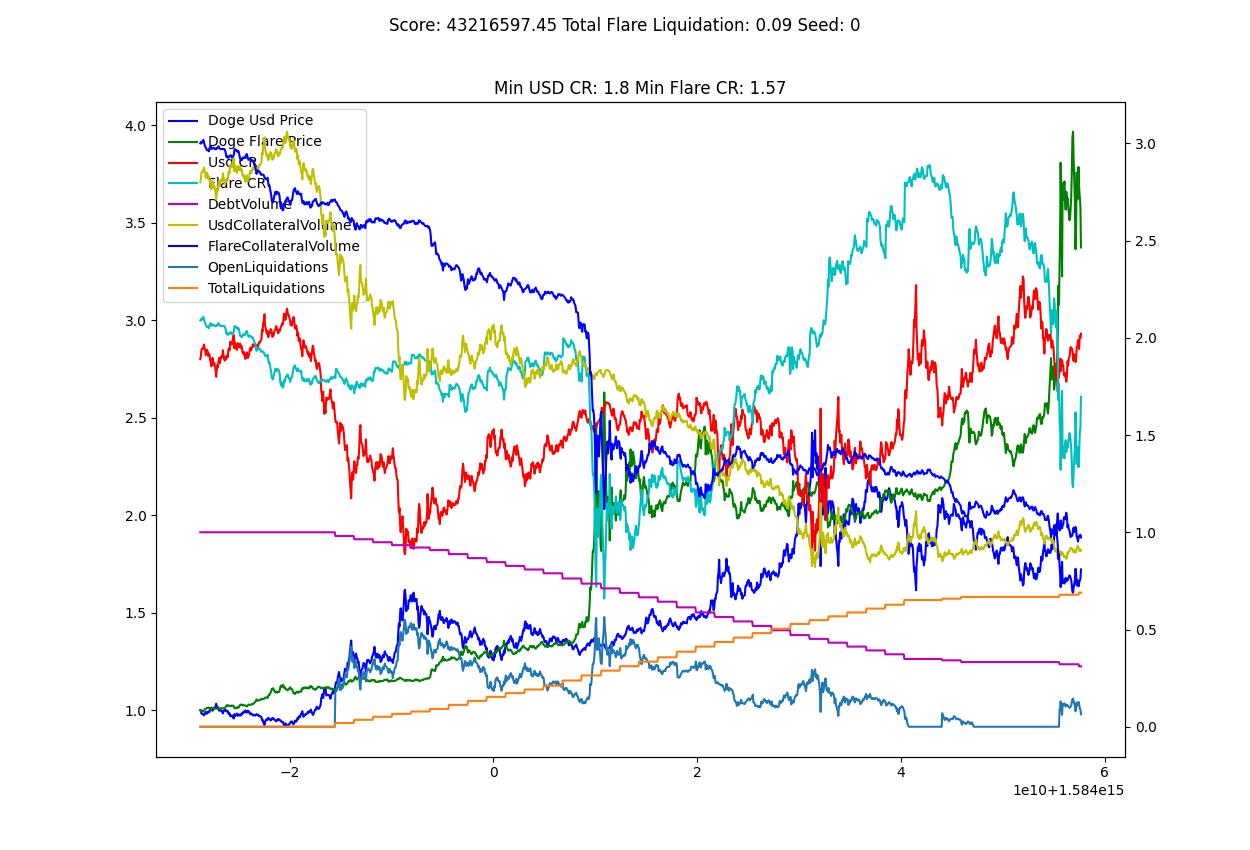 Score: 43216597.45 Total Flare Liquidation: 0.09 Seed: 0
Min USD CR: 1.8 Min Flare CR: 1.57
Doge Usd Price
Doge Flare Price
Usd CR
Flare CR
DebtVolume
UsdCollateralVolume
FlareCollateralVolume
OpenLiquidations
TotalLiquidations
4.0
3.5
3.0
2.5
2.0
1.5
1.0
3.0
2.5
2.0
1.5
1.0
0.5
0.0
−2 0 2 4 6
1e10+1.584e15